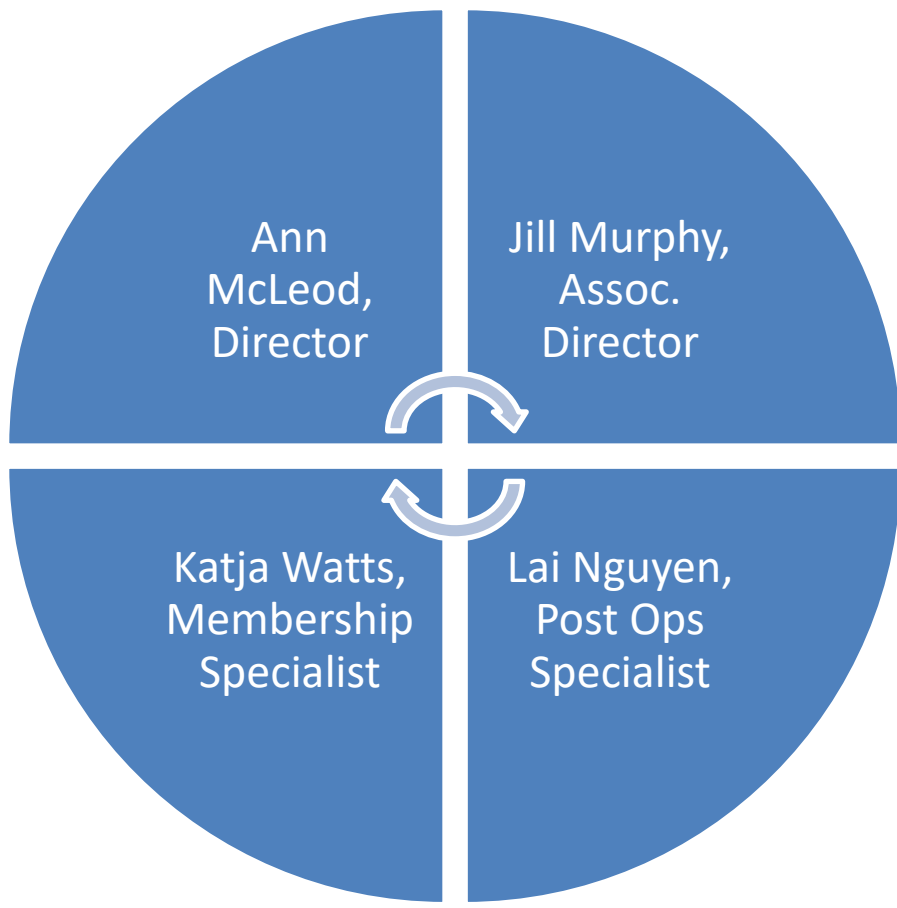 Ann
McLeod,
Director
Jill Murphy,
Assoc.
Director
Katja Watts,
Membership
Specialist
Lai Nguyen,
Post Ops
Specialist